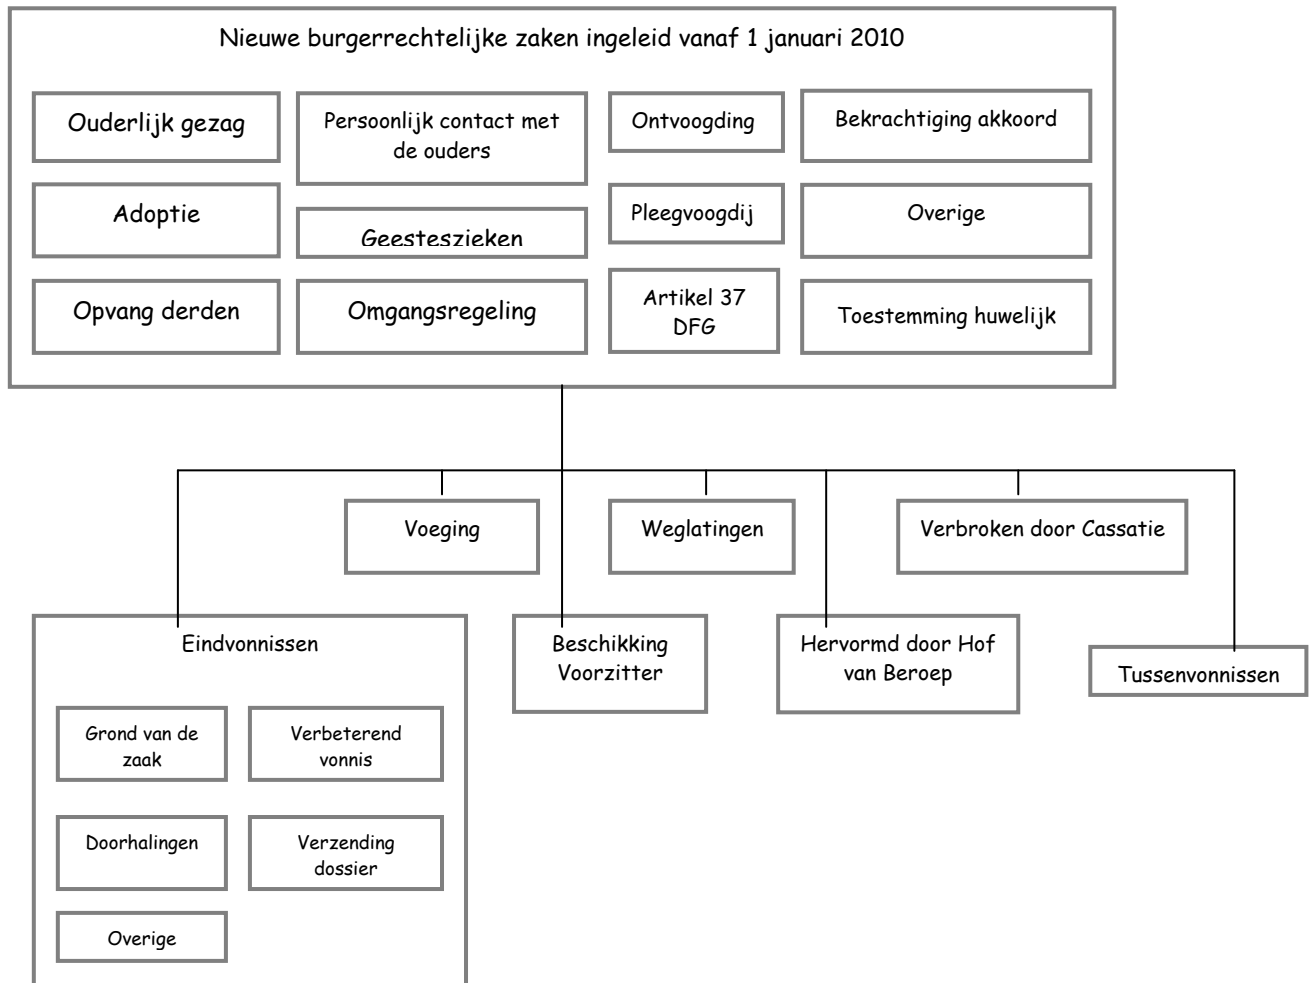 Nieuwe burgerrechtelijke zaken ingeleid vanaf 1 januari 2010
Ouderlijk gezag
Persoonlijk contact met
de ouders
Ontvoogding
Bekrachtiging akkoord
Adoptie
Geesteszieken
Pleegvoogdij
Overige
Opvang derden
Omgangsregeling
Artikel 37
DFG
Toestemming huwelijk
Voeging
Weglatingen
Verbroken door Cassatie
Eindvonnissen
Beschikking
Voorzitter
Hervormd door Hof
van Beroep
Tussenvonnissen
Grond van de
zaak
Verbeterend
vonnis
Doorhalingen
Verzending
dossier
Overige